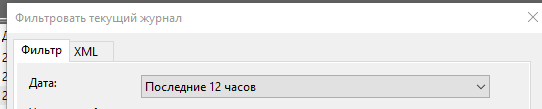 Фильтровать текущий журнал
Фильтр XML
Дата: Последние 12 часов